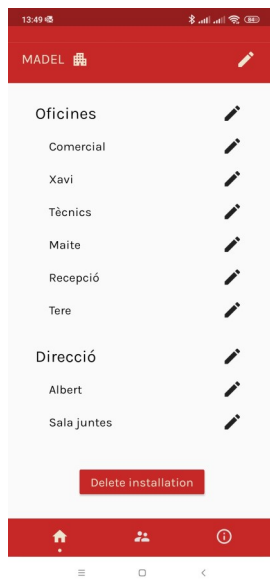 13:49
MADEL
Oficines
Comercial
Xavi
Tècnics
Maite
Recepció
Tere
Direcció
Albert
Sala juntes
Delete installation